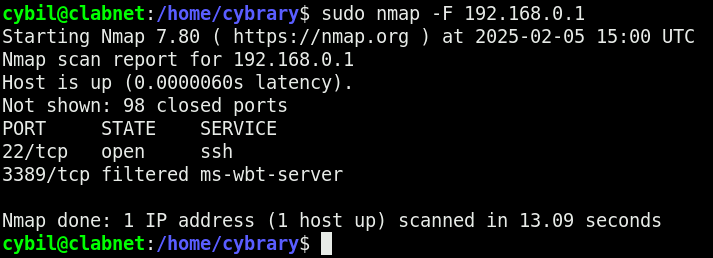 cybil@clabnet:/home/cybrary$ sudo nmap -F 192.168.0.1
Starting Nmap 7.80 ( https://nmap.org ) at 2025-02-05 15:00 UTC
Nmap scan report for 192.168.0.1
Host is up (0.0000060s latency).
Not shown: 98 closed ports
PORT     STATE    SERVICE
22/tcp   open     ssh
3389/tcp filtered ms-wbt-server

Nmap done: 1 IP address (1 host up) scanned in 13.09 seconds
cybil@clabnet:/home/cybrary$